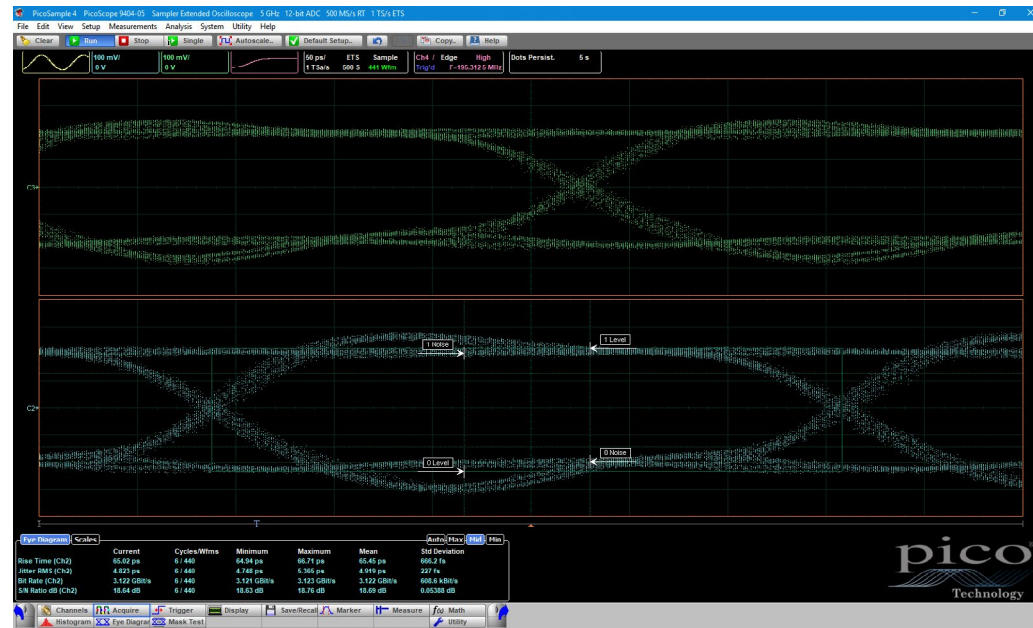 PicoSample 4 PicoScope 9404-05 Sampler Extended Oscilloscope 5 GHz 12-bit ADC 500 MS/s RT 1 TS/s ETS
File Edit View Setup Measurements Analysis System Utility Help
Clear Run Stop Single Autoscale.. Default Setup.. Copy.. Help
100 mV/ 100 mV/ 50 ps/ ETS Sample Ch4 / Edge High Dots Persist. 5 s
0 V 0 V 1 TSa/s 500 S 441 Wfm Trig'd F~195.312 5 MHz
C3
1 Noise 1 Level
C2
0 Level 0 Noise
T
Eye Diagram Scales Auto Max Mid Min
Current Cycles/Wfms Minimum Maximum Mean Std Deviation
Rise Time (Ch2) 65.02 ps 6 / 440 64.94 ps 66.71 ps 65.45 ps 666.2 fs
Jitter RMS (Ch2) 4.823 ps 6 / 440 4.748 ps 5.365 ps 4.919 ps 227 fs
Bit Rate (Ch2) 3.122 GBit/s 6 / 440 3.121 GBit/s 3.123 GBit/s 3.122 GBit/s 608.6 kBit/s
S/N Ratio dB (Ch2) 18.64 dB 6 / 440 18.63 dB 18.76 dB 18.69 dB 0.05388 dB
pico
Technology
Channels Acquire Trigger Display Save/Recall Marker Measure Math
Histogram Eye Diagrar Mask Test Utility